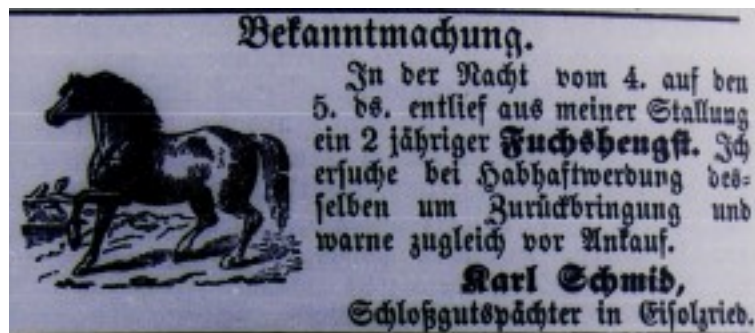 Bekanntmachung.
In der Nacht vom 4. auf den
5. ds. entlief aus meiner Stallung
ein 2 jähriger Fuchshengst. Ich
ersuche bei Habhaftwerdung des-
selben um Zurückbringung und
warne zugleich vor Ankauf.
Karl Schmid,
Schloßgutspächter in Eisolzried.